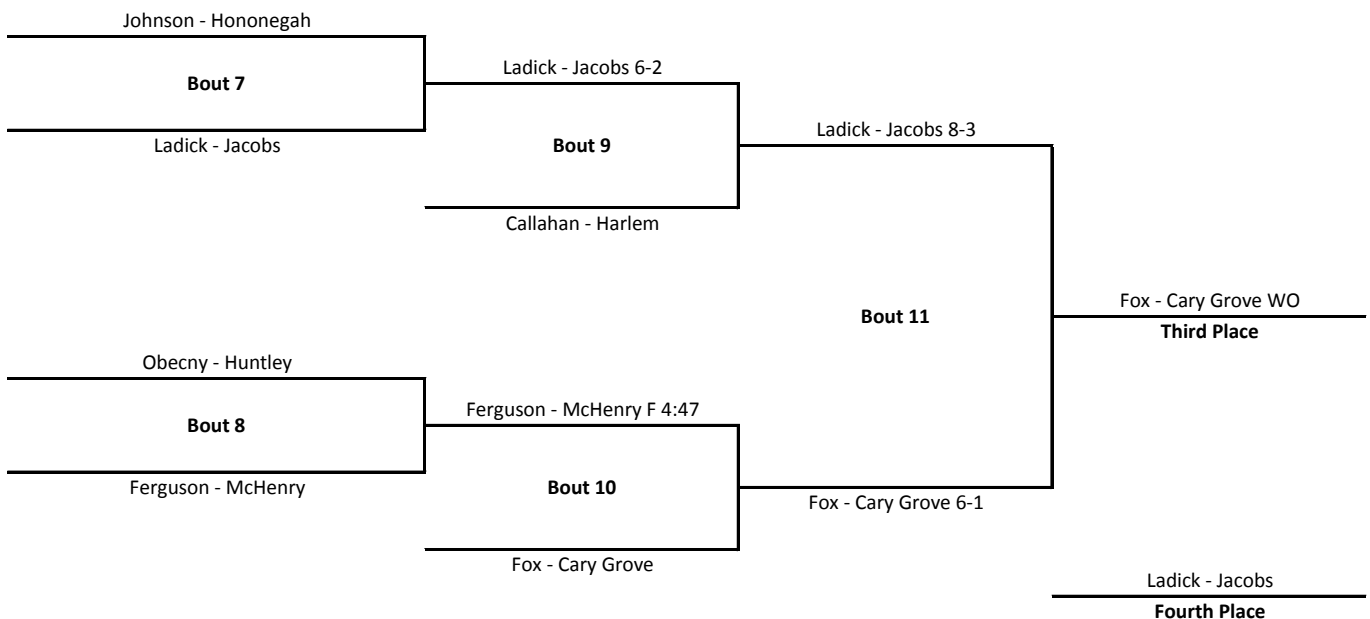 Johnson - Hononegah
Bout 7
Ladick - Jacobs 6-2
Ladick - Jacobs
Bout 9
Ladick - Jacobs 8-3
Callahan - Harlem
Bout 11
Fox - Cary Grove WO
Third Place
Obecny - Huntley
Bout 8
Ferguson - McHenry F 4:47
Ferguson - McHenry
Bout 10
Fox - Cary Grove 6-1
Fox - Cary Grove
Ladick - Jacobs
Fourth Place